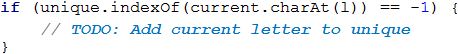 if (unique.indexOf(current.charAt(l)) == -1) {
// TODO: Add current letter to unique
}